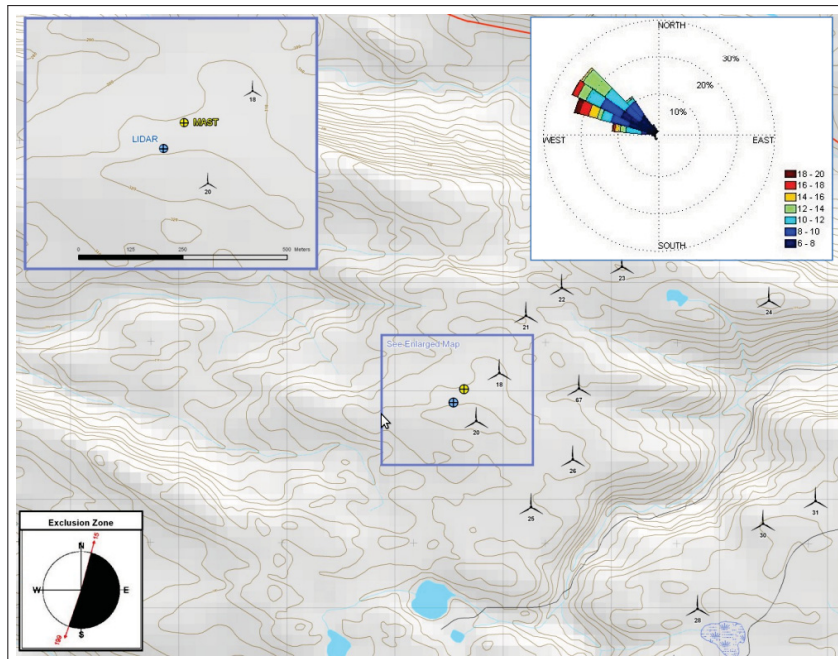 18
MAST
LIDAR
20
0 125 250 500 Meters
NORTH
30%
20%
10%
WEST
EAST
SOUTH
18 - 20
16 - 18
14 - 16
12 - 14
10 - 12
8 - 10
6 - 8
23
22
24
21
See Enlarged Map
18
67
20
26
25
31
30
28
Exclusion Zone
N
W
E
S